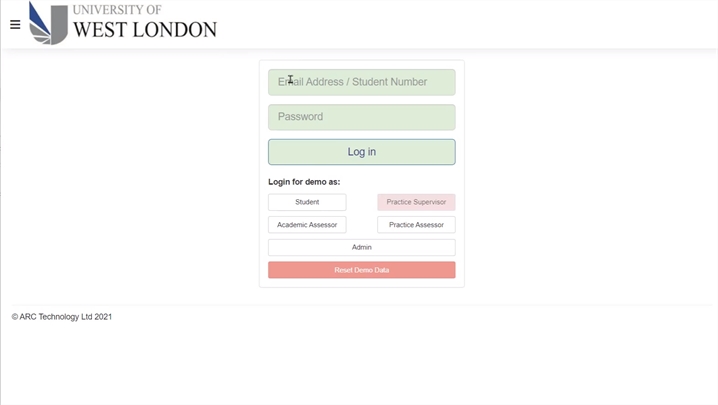 UNIVERSITY OF
WEST LONDON
Email Address / Student Number
Password
Log in
Login for demo as:
Student
Practice Supervisor
Academic Assessor
Practice Assessor
Admin
Reset Demo Data
© ARC Technology Ltd 2021